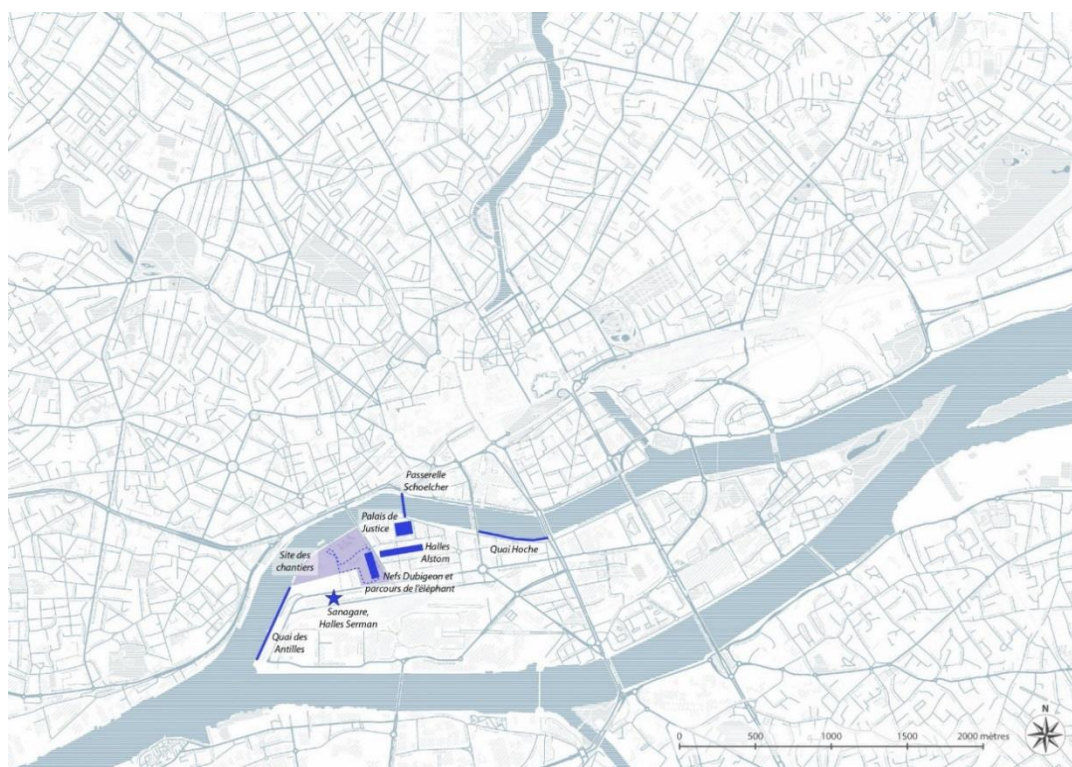 Passerelle
Schoelcher
Palais de
Justice
Halles
Alstom
Quai Hoche
Site des
chantiers
Nefs Dubigeon et
parcours de l'éléphant
Sanagare,
Halles Serman
Quai des
Antilles
N
0 500 1000 1500 2000 mètres